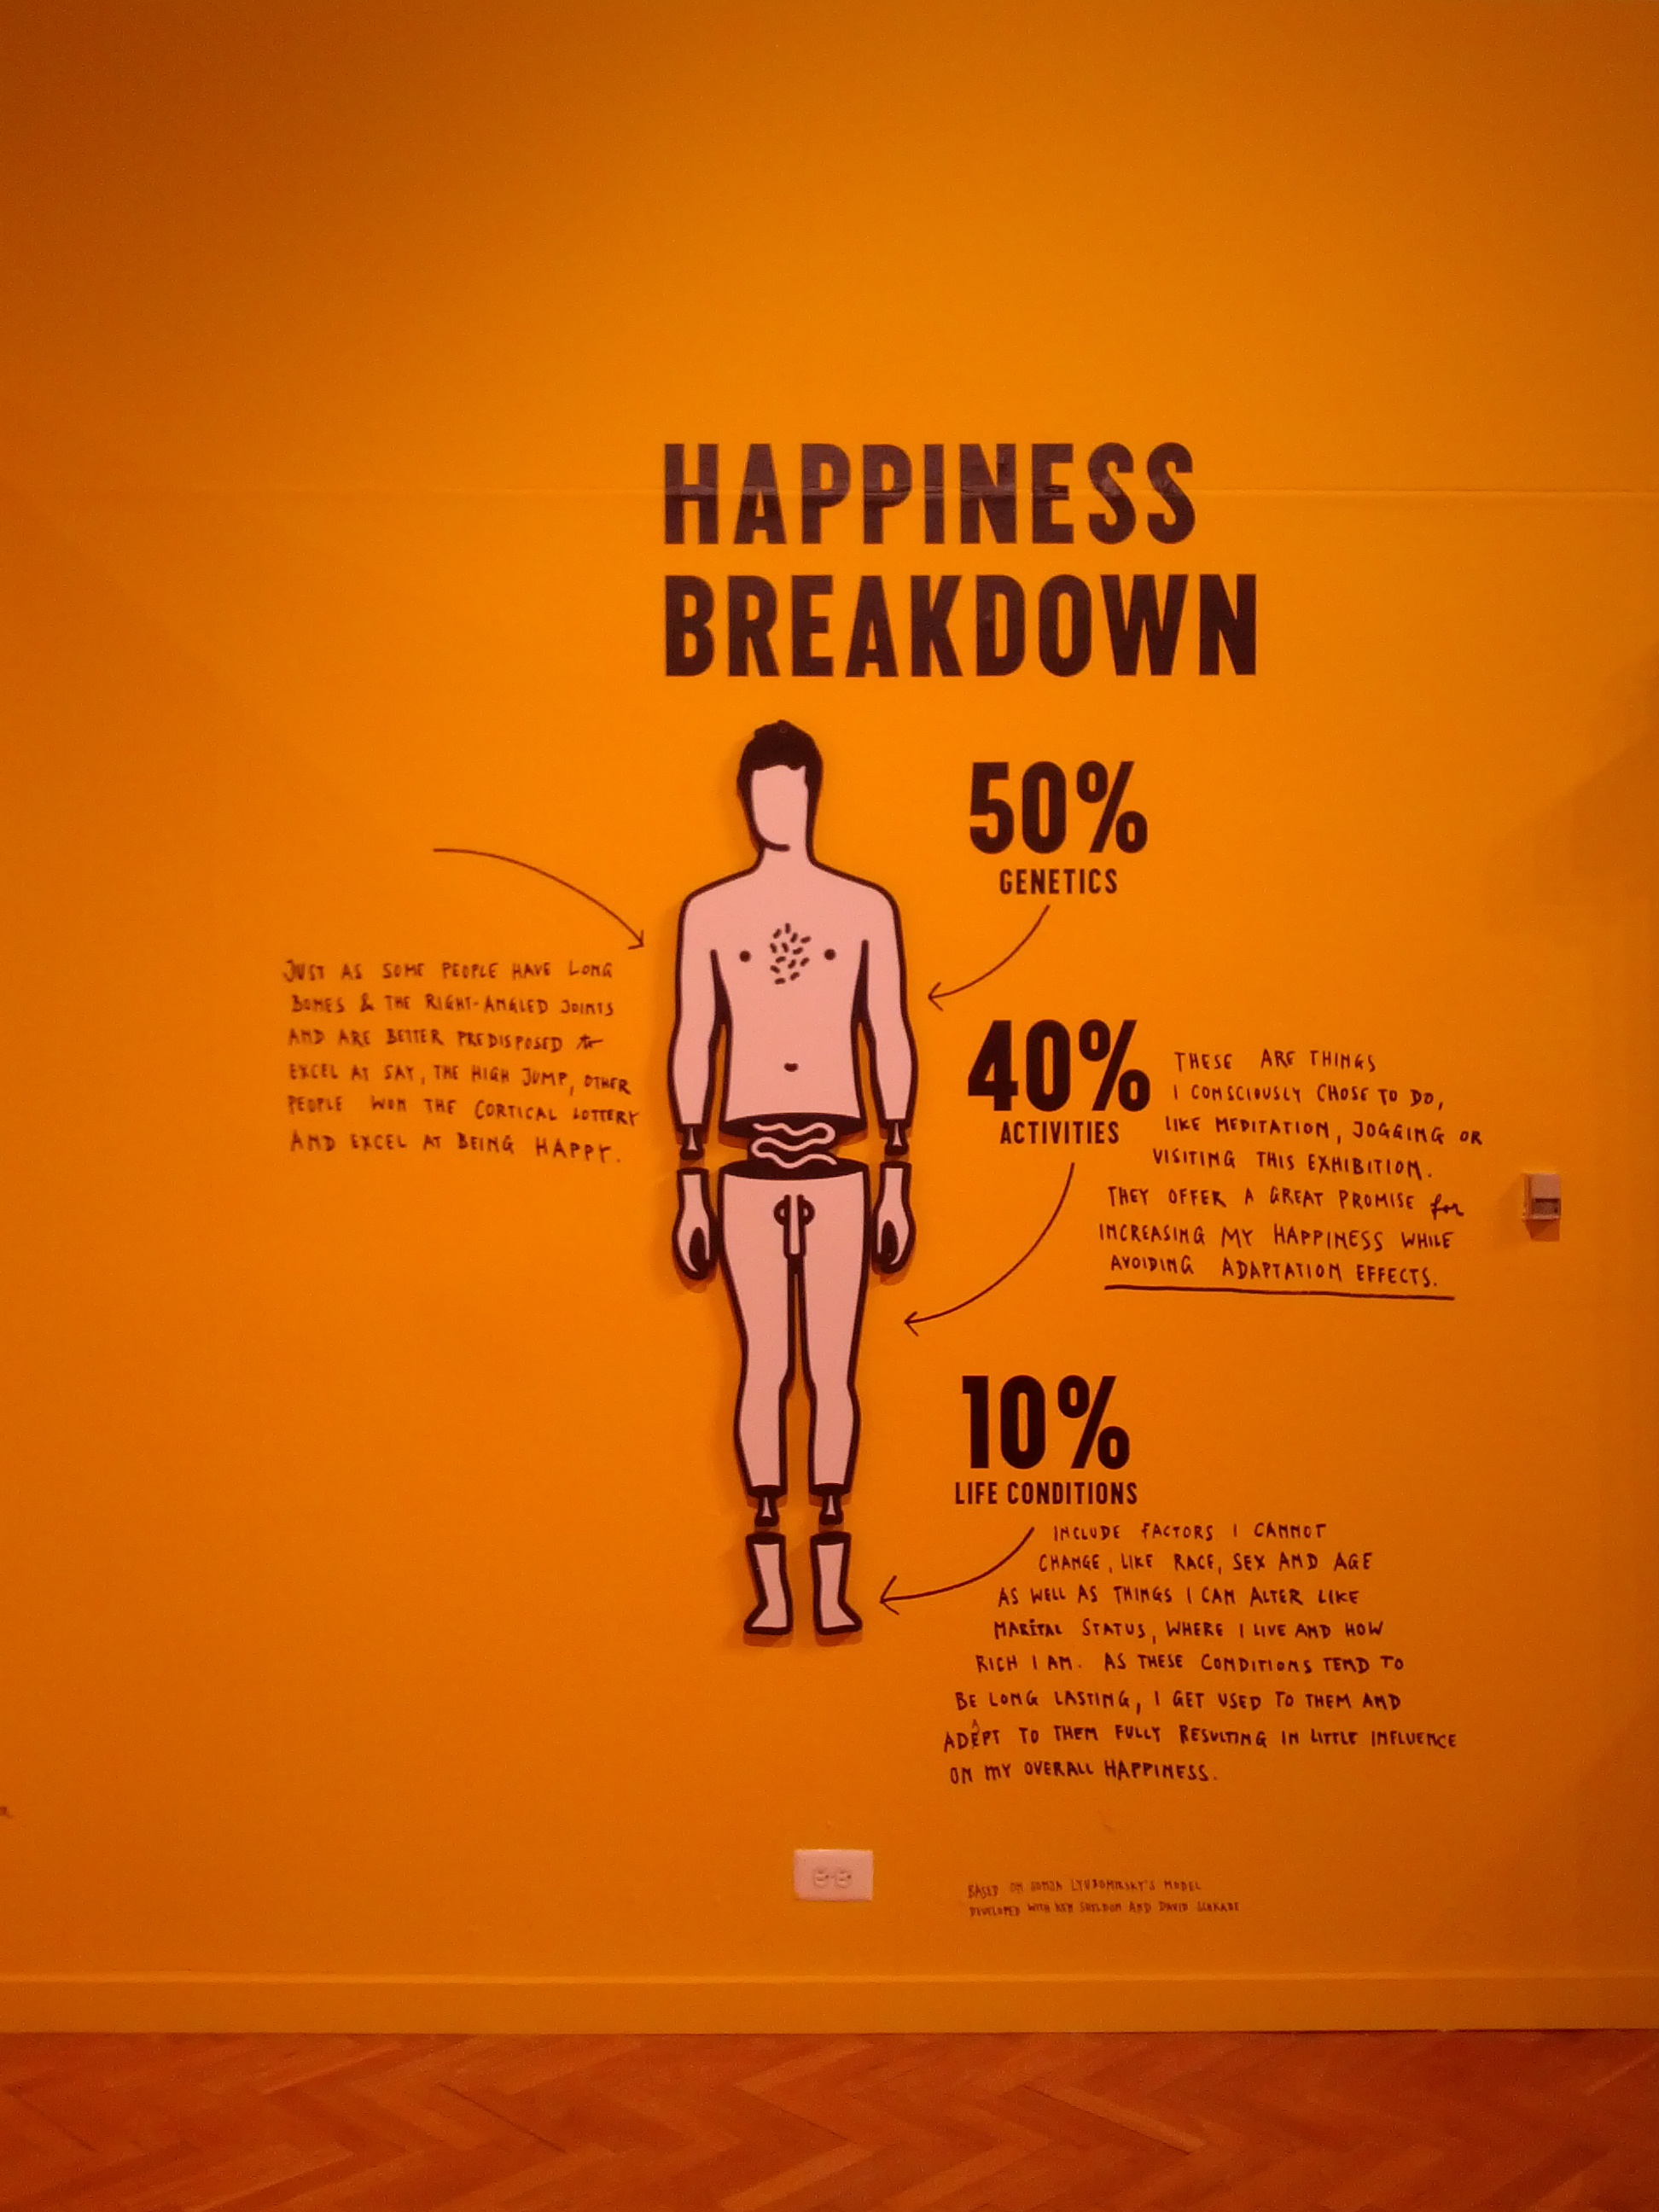 HAPPINESS
BREAKDOWN
50%
GENETICS
JUST AS SOME PEOPLE HAVE LONG
BONES & THE RIGHT-ANGLED JOINTS
AND ARE BETTER PREDISPOSED to
EXCEL AT SAY, THE HIGH JUMP, OTHER
PEOPLE WON THE CORTICAL LOTTERY
AND EXCEL AT BEING HAPPY.
40%
ACTIVITIES
THESE ARE THINGS
I CONSCIOUSLY CHOSE TO DO,
LIKE MEDITATION, JOGGING OR
VISITING THIS EXHIBITION.
THEY OFFER A GREAT PROMISE for
INCREASING MY HAPPINESS WHILE
AVOIDING ADAPTATION EFFECTS.
10%
LIFE CONDITIONS
INCLUDE FACTORS I CANNOT
CHANGE, LIKE RACE, SEX AND AGE
AS WELL AS THINGS I CAN ALTER LIKE
MARITAL STATUS, WHERE I LIVE AND HOW
RICH I AM. AS THESE CONDITIONS TEND TO
BE LONG LASTING, I GET USED TO THEM AND
ADAPT TO THEM FULLY RESULTING IN LITTLE INFLUENCE
ON MY OVERALL HAPPINESS.
BASED ON SONJA LYUBOMIRSKY'S MODEL
DEVELOPED WITH KEN SHELDON AND DAVID SCHKADE